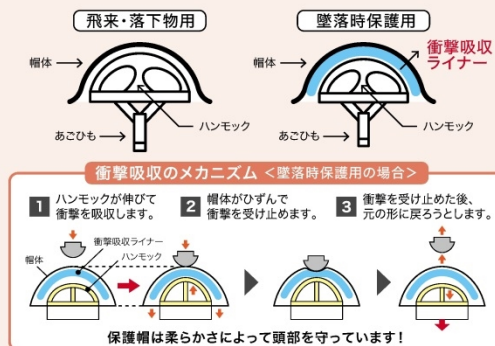 飛来・落下物用
墜落時保護用
帽体
ハンモック
あごひも
衝撃吸収
ライナー
帽体
ハンモック
あごひも
衝撃吸収のメカニズム <墜落時保護用の場合>
1 ハンモックが伸びて
衝撃を吸収します。
2 帽体がひずんで
衝撃を受け止めます。
3 衝撃を受け止めた後、
元の形に戻ろうとします。
衝撃吸収ライナー
帽体
ハンモック
保護帽は柔らかさによって頭部を守っています!